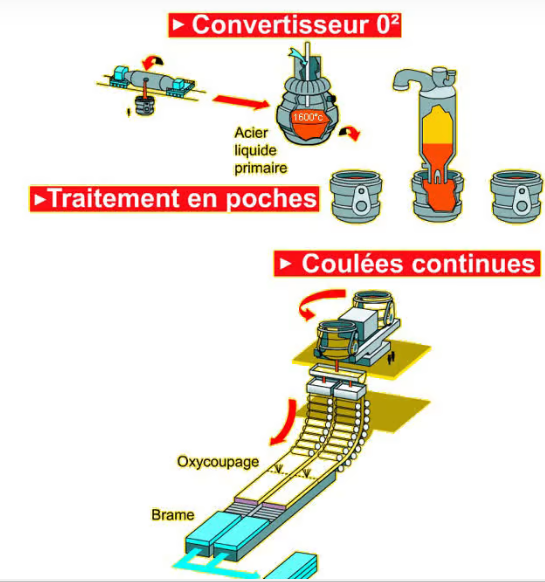 ► Convertisseur 0²
1600°c
Acier
liquide
primaire
►Traitement en poches
► Coulées continues
Oxycoupage
Brame